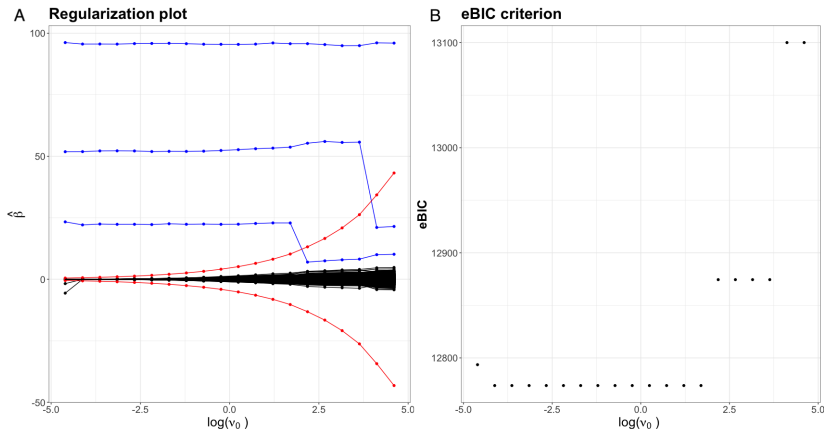 A Regularization plot
100
50
0
-50
β̂
-5.0 -2.5 0.0 2.5 5.0
log(ν₀ )
B eBIC criterion
13100
13000
12900
12800
eBIC
-5.0 -2.5 0.0 2.5 5.0
log(ν₀ )